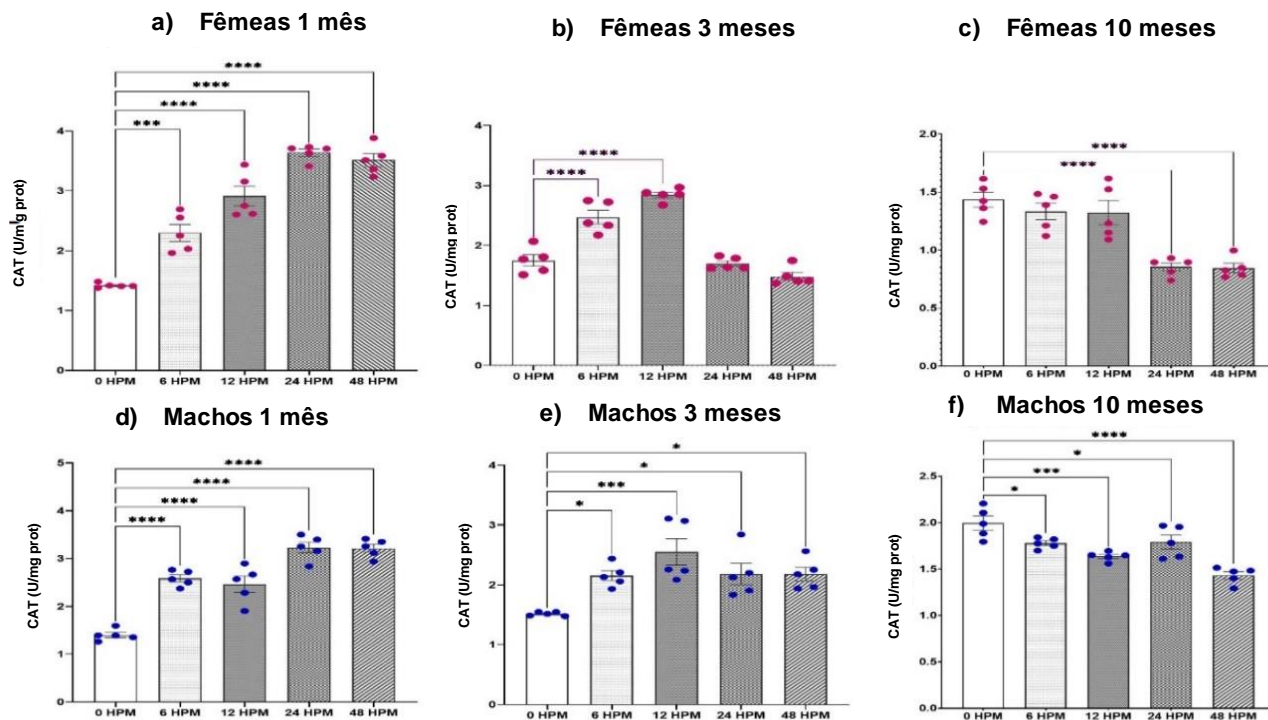 a) Fêmeas 1 mês
****
****
****
***
4
3
2
1
0
CAT (U/mg prot)
0 HPM 6 HPM 12 HPM 24 HPM 48 HPM
b) Fêmeas 3 meses
****
****
4
3
2
1
0
CAT (U/mg prot)
0 HPM 6 HPM 12 HPM 24 HPM 48 HPM
c) Fêmeas 10 meses
****
****
2.0
1.5
1.0
0.5
0.0
CAT (U/mg prot)
0 HPM 6 HPM 12 HPM 24 HPM 48 HPM
d) Machos 1 mês
****
****
****
****
5
4
3
2
1
0
CAT (U/mg prot)
0 HPM 6 HPM 12 HPM 24 HPM 48 HPM
e) Machos 3 meses
*
*
***
*
4
3
2
1
0
CAT (U/mg prot)
0 HPM 6 HPM 12 HPM 24 HPM 48 HPM
f) Machos 10 meses
****
*
***
*
2.5
2.0
1.5
1.0
0.5
0.0
CAT (U/mg prot)
0 HPM 6 HPM 12 HPM 24 HPM 48 HPM